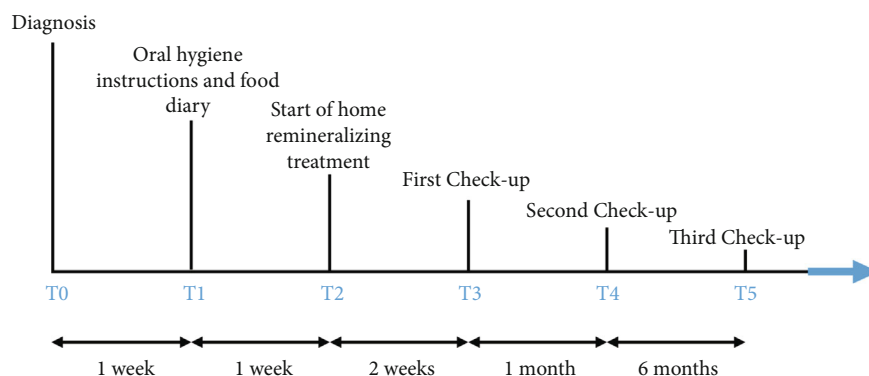 Diagnosis
Oral hygiene
instructions and food
diary
Start of home
remineralizing
treatment
First Check-up
Second Check-up
Third Check-up
T0
T1
T2
T3
T4
T5
1 week
1 week
2 weeks
1 month
6 months